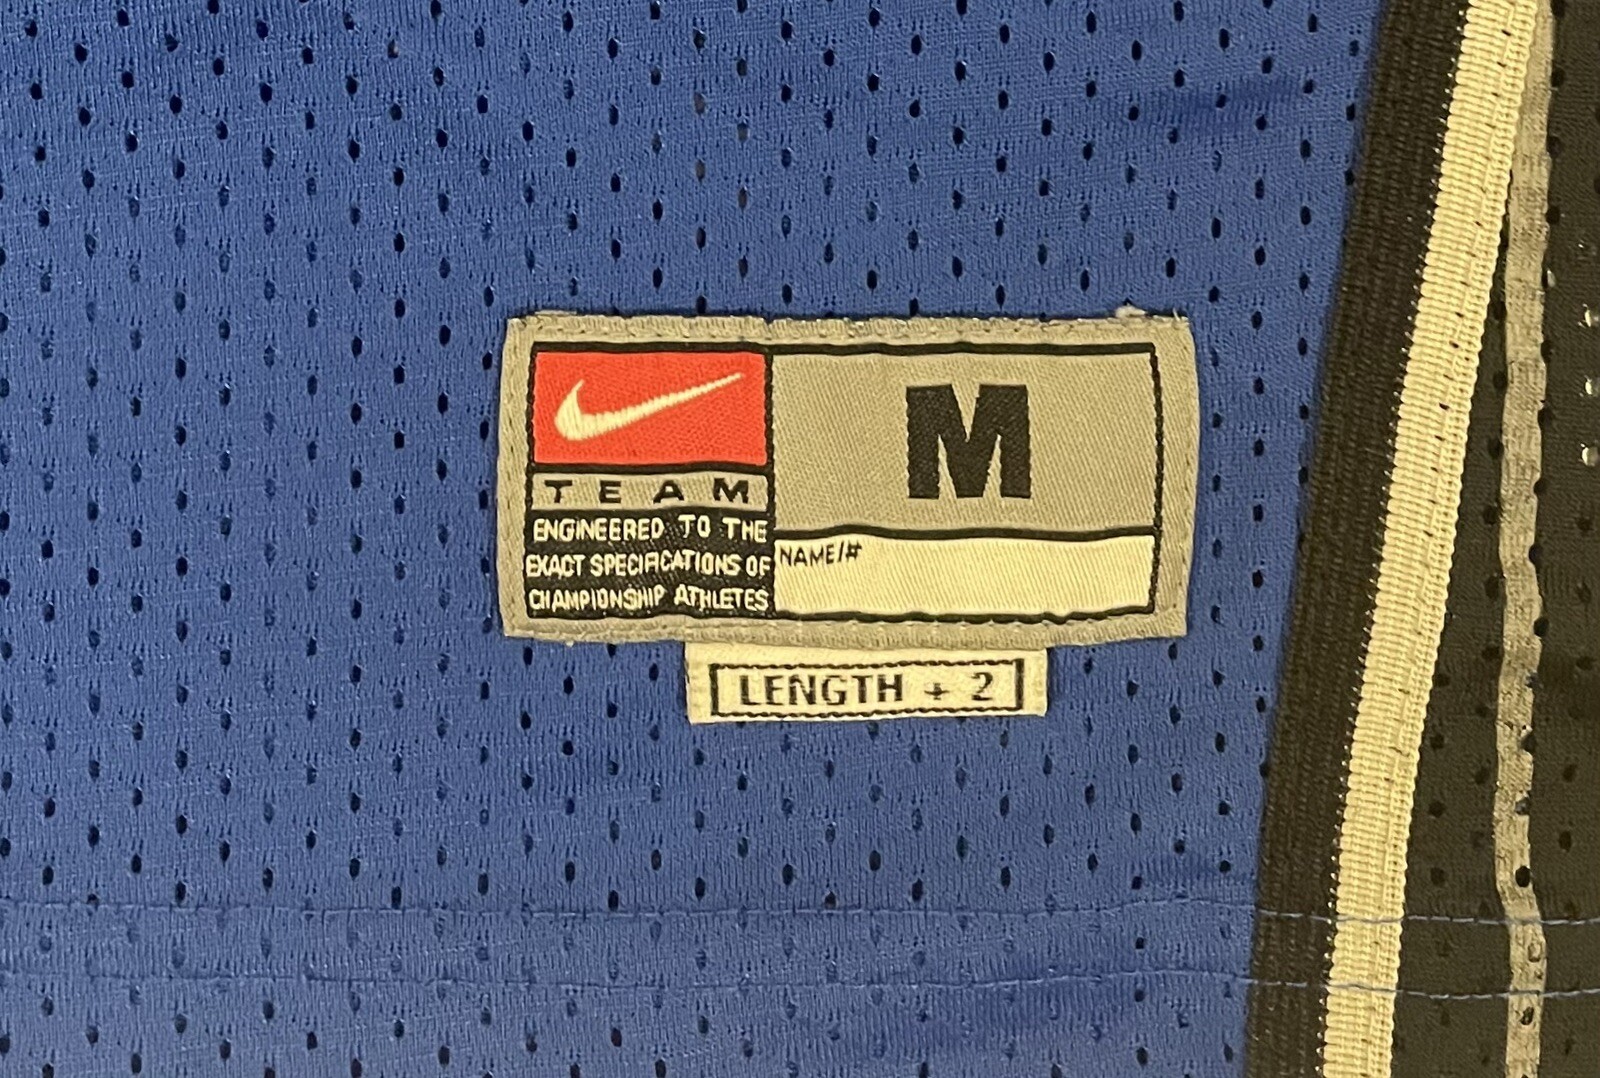 TEAM
ENGINEERED TO THE
EXACT SPECIFICATIONS OF
CHAMPIONSHIP ATHLETES
M
NAME/#
LENGTH + 2